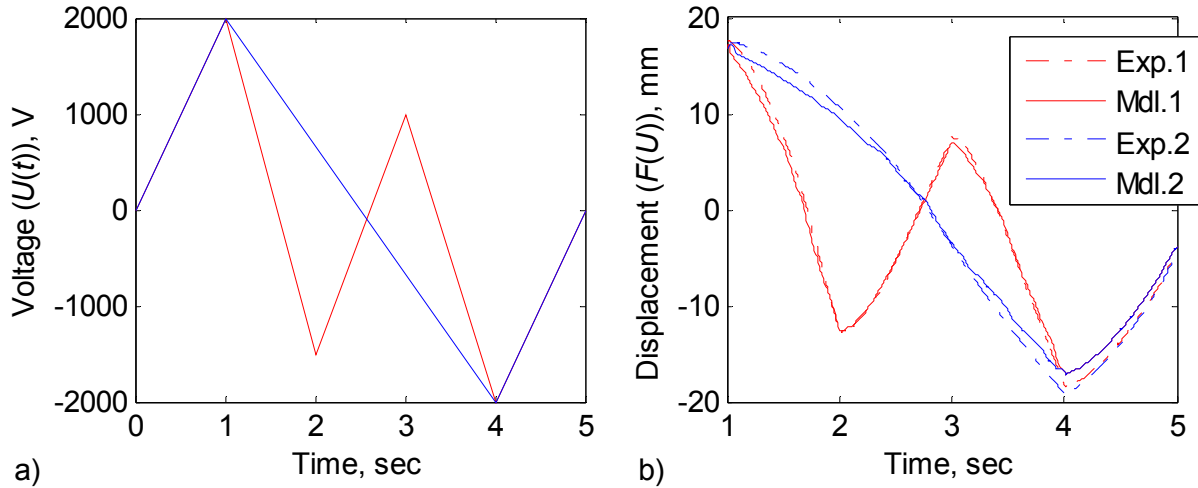 2000
1000
0
-1000
-2000
Voltage (U(t)), V
0 1 2 3 4 5
Time, sec
a)
20
10
0
-10
-20
Displacement (F(U)), mm
Exp.1
Mdl.1
Exp.2
Mdl.2
1 2 3 4 5
Time, sec
b)